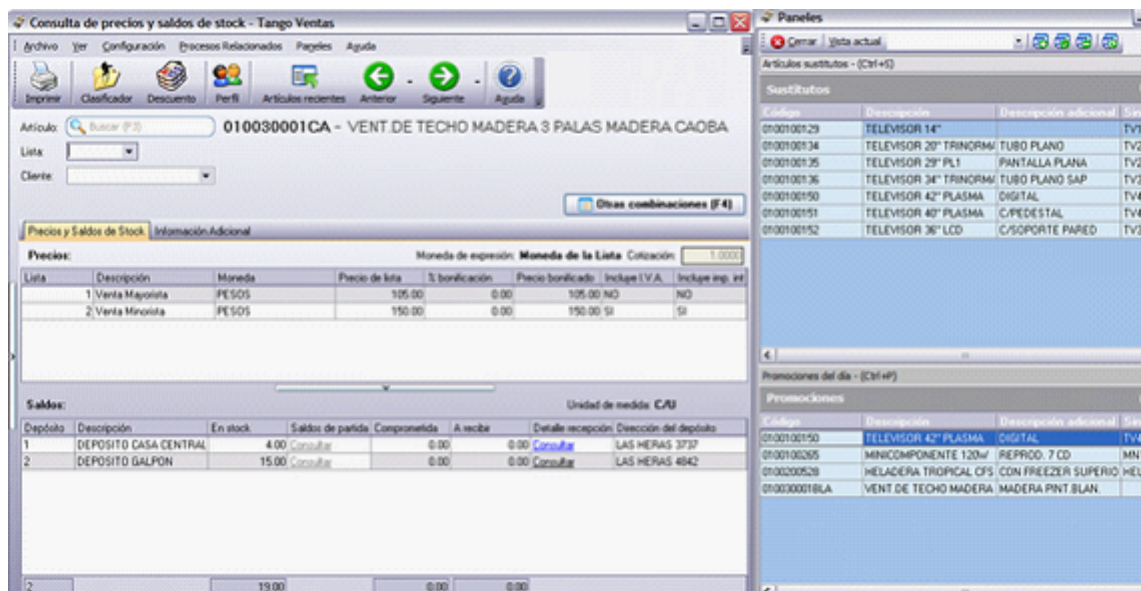 Consulta de precios y saldos de stock - Tango Ventas
Archivo Ver Configuración Procesos Relacionados Papeles Ayuda
Imprimir Clasificador Descuento Perfil Artículos recientes Anterior Siguiente Ayuda
Artículo: Buscar (F3) 010030001CA - VENT.DE TECHO MADERA 3 PALAS MADERA CAOBA
Lista:
Cliente:
Otras combinaciones (F4)
Precios y Saldos de Stock Información Adicional
Precios: Moneda de expresión: Moneda de la Lista Cotización: 1.0000
Lista Descripción Moneda Precio de lista % bonificación Precio bonificado Incluye I.V.A. Incluye imp. int
1 Venta Mayorista PESOS 105.00 0.00 105.00 NO NO
2 Venta Minorista PESOS 150.00 0.00 150.00 SI SI
Saldos: Unidad de medida: C/U
Depósito Descripción En stock Saldos de partida Comprometida A recibir Detalle recepción Dirección del depósito
1 DEPOSITO CASA CENTRAL 4.00 Consultar 0.00 0.00 Consultar LAS HERAS 3737
2 DEPOSITO GALPON 15.00 Consultar 0.00 0.00 Consultar LAS HERAS 4842
2 19.00 0.00 0.00
Paneles
Cerrar Vista actual
Artículos sustitutos - (Ctrl+S)
Sustitutos
Código Descripción Descripción adicional
0100100129 TELEVISOR 14"  TV1
0100100134 TELEVISOR 20" TRINORMA TUBO PLANO TV2
0100100135 TELEVISOR 29" PL1 PANTALLA PLANA TV2
0100100136 TELEVISOR 34" TRINORMA TUBO PLANO SAP TV3
0100100150 TELEVISOR 42" PLASMA DIGITAL TV4
0100100151 TELEVISOR 40" PLASMA C/PEDESTAL TV4
0100100152 TELEVISOR 36" LCD C/SOPORTE PARED TV3
Promociones del día - (Ctrl+P)
Promociones
Código Descripción Descripción adicional
0100100150 TELEVISOR 42" PLASMA DIGITAL TV4
0100100265 MINICOMPONENTE 120w/ REPROD. 7 CD MN
0100200528 HELADERA TROPICAL CFS CON FREEZER SUPERIO HEL
010030001BLA VENT.DE TECHO MADERA MADERA PINT.BLAN.